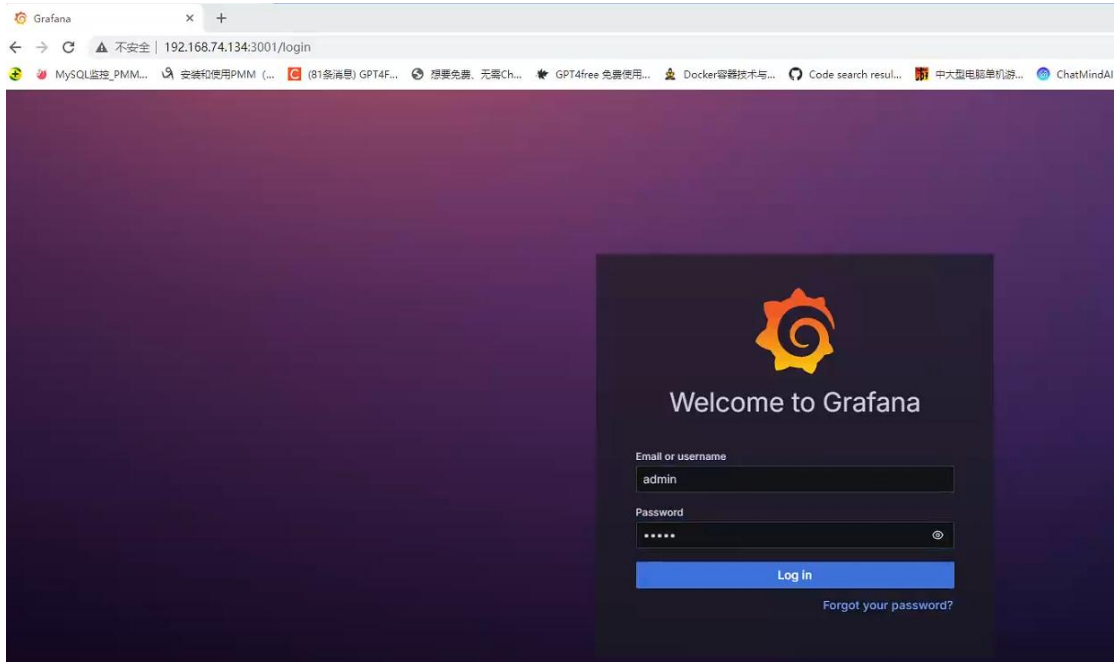 Grafana
不安全 | 192.168.74.134:3001/login
MySQL监控_PMM... 安装和使用PMM (... (81条消息) GPT4F... 想要免费、无需Ch... GPT4free 免费使用... Docker容器技术与... Code search resul... 中大型电脑单机游... ChatMindAI
Welcome to Grafana
Email or username
admin
Password
Log in
Forgot your password?